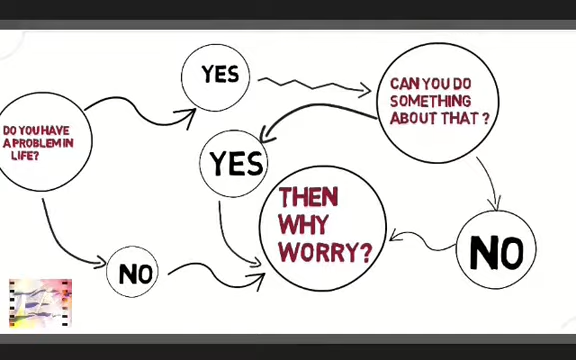 DO YOU HAVE
A PROBLEM IN
LIFE?
YES
CAN YOU DO
SOMETHING
ABOUT THAT ?
YES
THEN
WHY
WORRY?
NO
NO